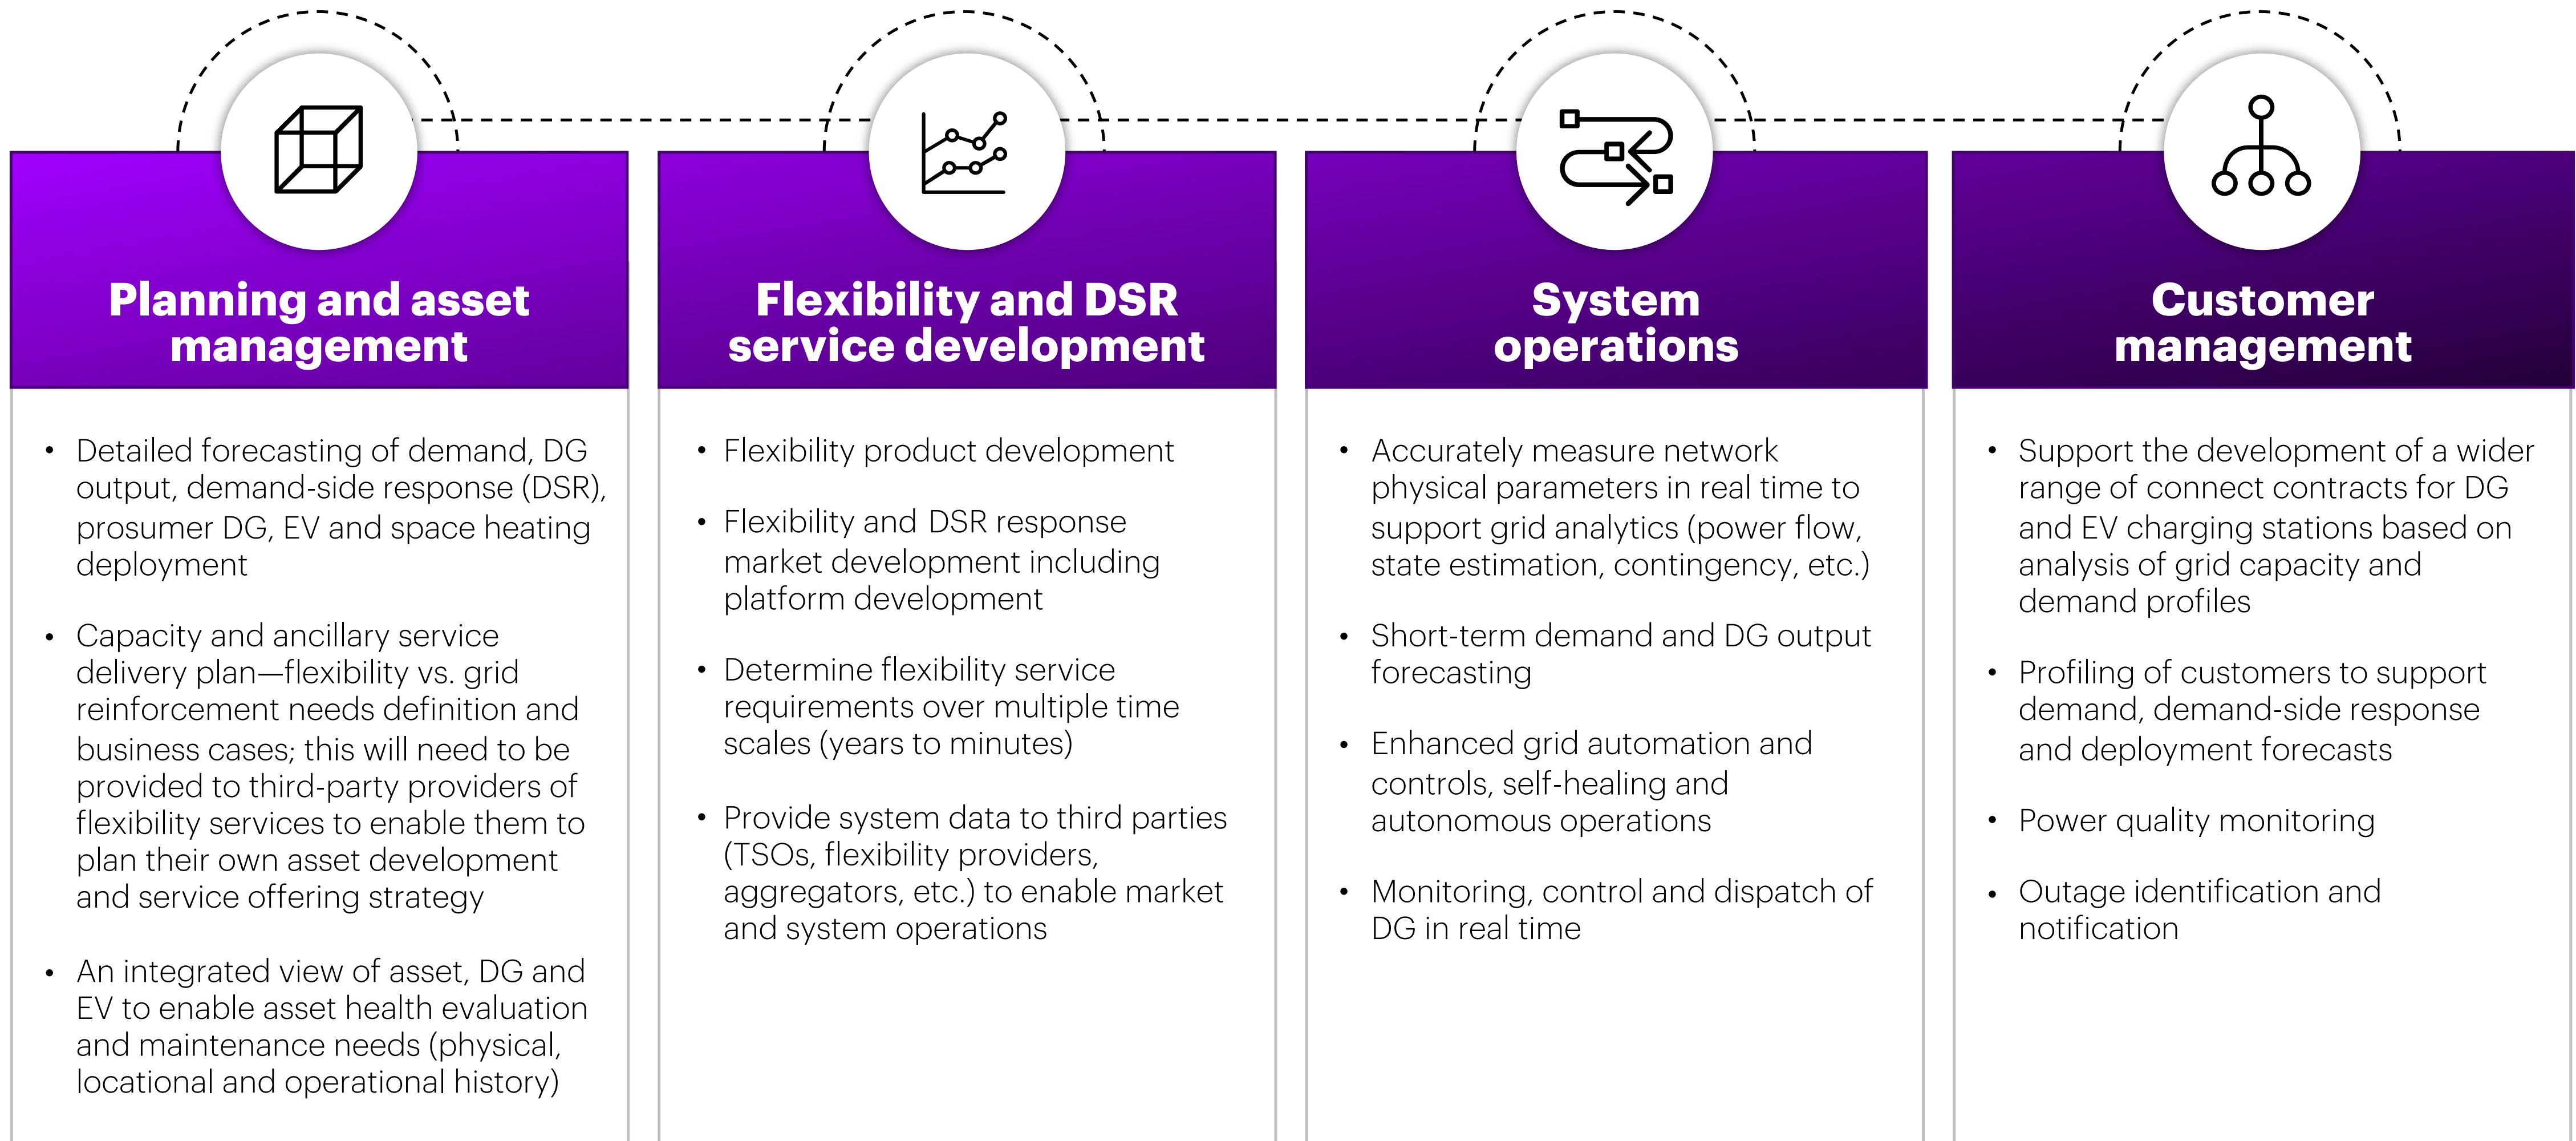 Planning and asset
management
• Detailed forecasting of demand, DG
output, demand-side response (DSR),
prosumer DG, EV and space heating
deployment
• Capacity and ancillary service
delivery plan—flexibility vs. grid
reinforcement needs definition and
business cases; this will need to be
provided to third-party providers of
flexibility services to enable them to
plan their own asset development
and service offering strategy
• An integrated view of asset, DG and
EV to enable asset health evaluation
and maintenance needs (physical,
locational and operational history)
Flexibility and DSR
service development
• Flexibility product development
• Flexibility and DSR response
market development including
platform development
• Determine flexibility service
requirements over multiple time
scales (years to minutes)
• Provide system data to third parties
(TSOs, flexibility providers,
aggregators, etc.) to enable market
and system operations
System
operations
• Accurately measure network
physical parameters in real time to
support grid analytics (power flow,
state estimation, contingency, etc.)
• Short-term demand and DG output
forecasting
• Enhanced grid automation and
controls, self-healing and
autonomous operations
• Monitoring, control and dispatch of
DG in real time
Customer
management
• Support the development of a wider
range of connect contracts for DG
and EV charging stations based on
analysis of grid capacity and
demand profiles
• Profiling of customers to support
demand, demand-side response
and deployment forecasts
• Power quality monitoring
• Outage identification and
notification